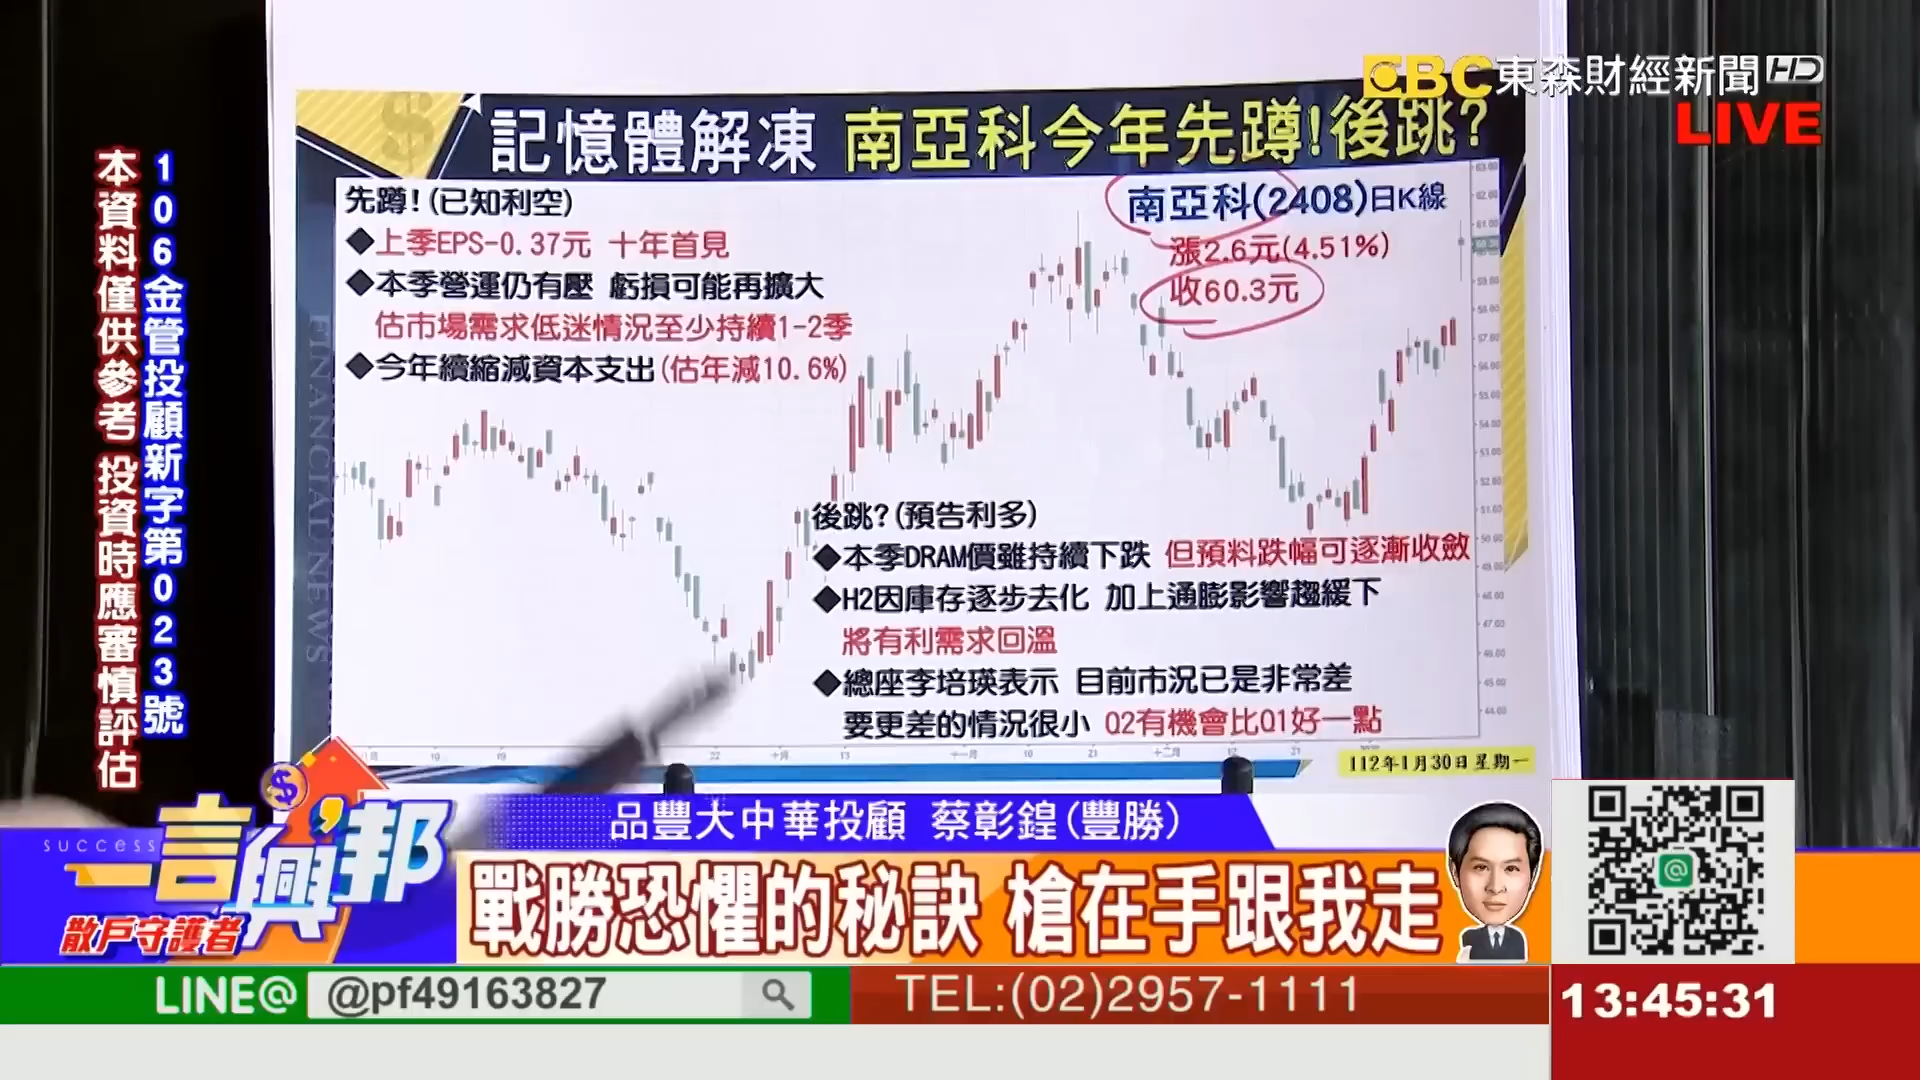 EBC東森財經新聞HD
LIVE
106金管投顧新字第023號
本資料僅供參考 投資時應審慎評估
記憶體解凍 南亞科今年先蹲!後跳?
先蹲!(已知利空)
◆上季EPS-0.37元 十年首見
◆本季營運仍有壓 虧損可能再擴大
估市場需求低迷情況至少持續1-2季
◆今年續縮減資本支出(估年減10.6%)
南亞科(2408)日K線
漲2.6元(4.51%)
收60.3元
FINANCIAL NEWS
後跳?(預告利多)
◆本季DRAM價雖持續下跌 但預料跌幅可逐漸收斂
◆H2因庫存逐步去化 加上通膨影響趨緩下
將有利需求回溫
◆總座李培瑛表示 目前市況已是非常差
要更差的情況很小 Q2有機會比Q1好一點
112年1月30日星期一
品豐大中華投顧 蔡彰鍠(豐勝)
success
一言興邦
散戶守護者
戰勝恐懼的秘訣 槍在手跟我走
LINE@ @pf49163827
TEL:(02)2957-1111
13:45:31